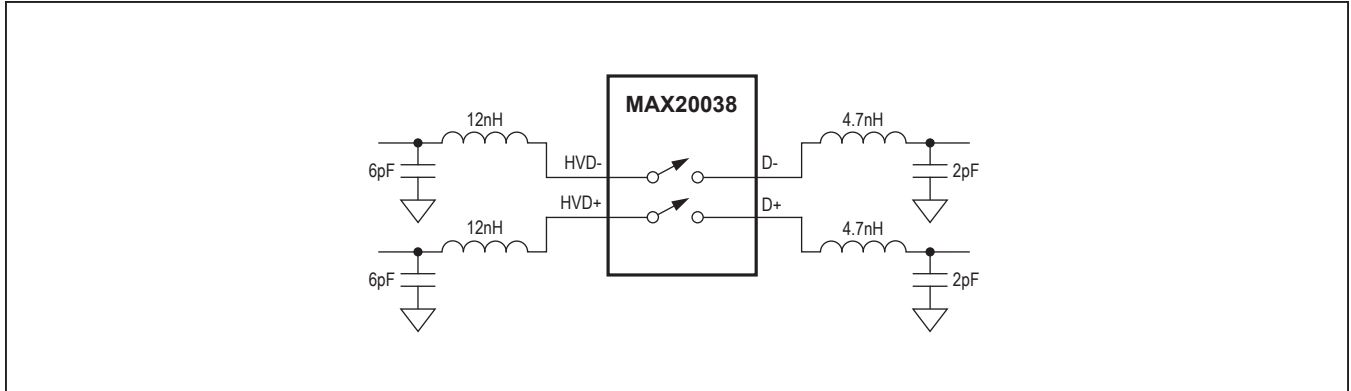 MAX20038
12nH
4.7nH
6pF
HVD-
D-
2pF
HVD+
D+
12nH
4.7nH
6pF
2pF